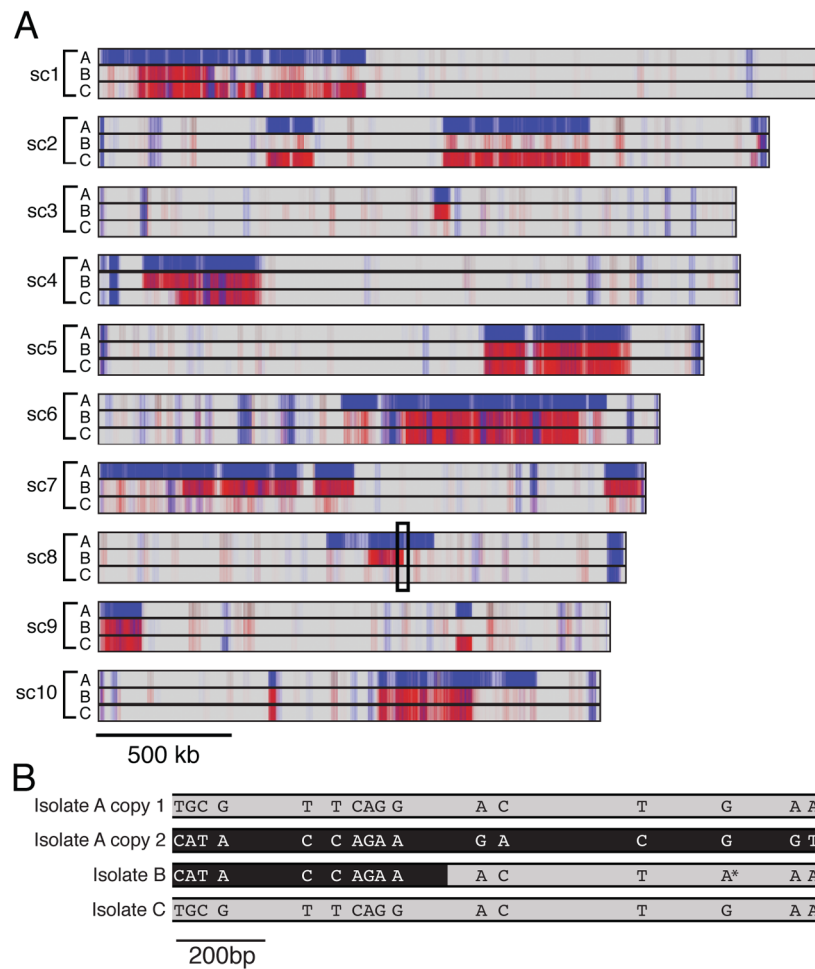 A
sc1 A B C
sc2 A B C
sc3 A B C
sc4 A B C
sc5 A B C
sc6 A B C
sc7 A B C
sc8 A B C
sc9 A B C
sc10 A B C
500 kb
B
Isolate A copy 1 TGC G T T CAG G A C T G A A
Isolate A copy 2 CAT A C C AGA A G A C G G T
Isolate B CAT A C C AGA A A C T A* A A
Isolate C TGC G T T CAG G A C T G A A
200bp